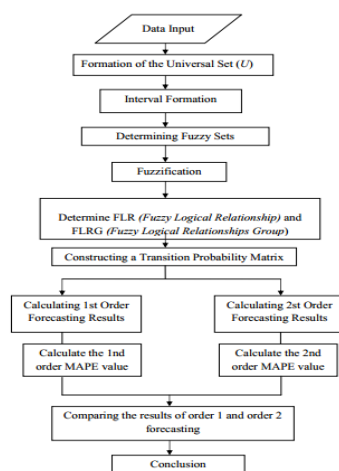 Data Input
Formation of the Universal Set (U)
Interval Formation
Determining Fuzzy Sets
Fuzzification
Determine FLR (Fuzzy Logical Relationship) and
FLRG (Fuzzy Logical Relationships Group)
Constructing a Transition Probability Matrix
Calculating 1st Order
Forecasting Results
Calculating 2st Order
Forecasting Results
Calculate the 1nd
order MAPE value
Calculate the 2nd
order MAPE value
Comparing the results of order 1 and order 2
forecasting
Conclusion